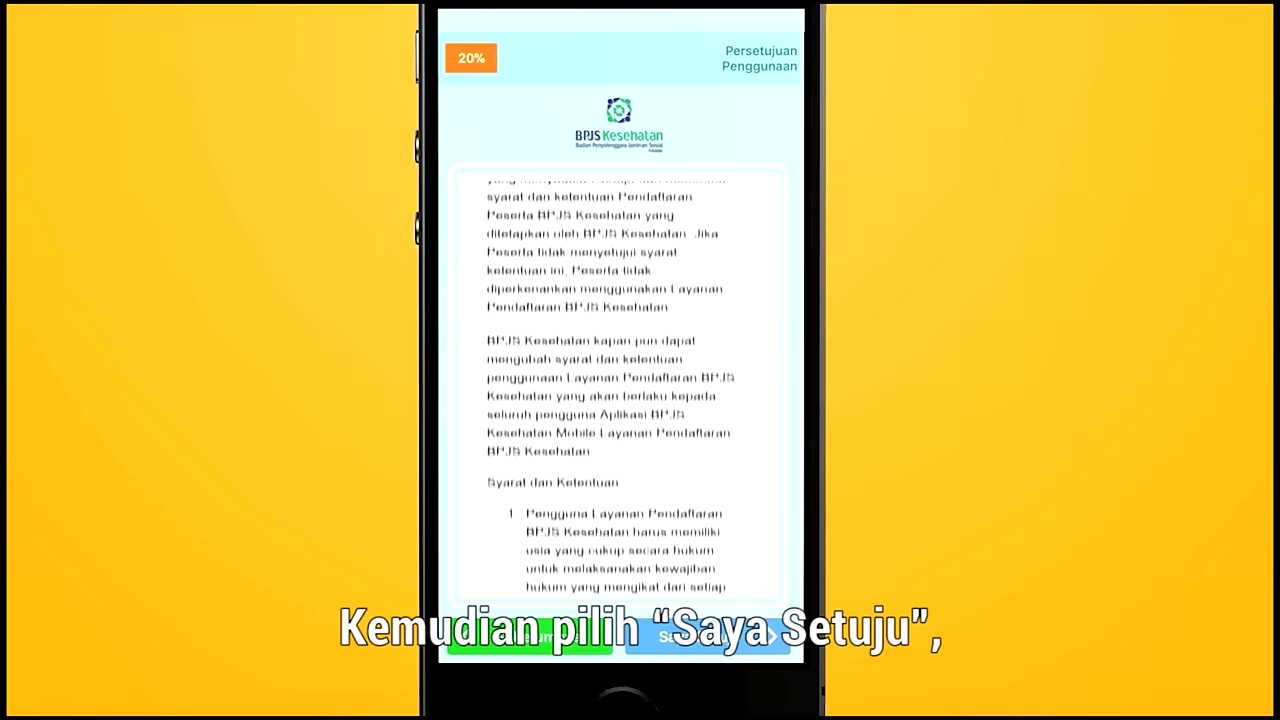 20%
Persetujuan
Penggunaan
BPJS Kesehatan
Badan Penyelenggara Jaminan Sosial
syarat dan ketentuan Pendaftaran
Peserta BPJS Kesehatan yang
ditetapkan oleh BPJS Kesehatan. Jika
Peserta tidak menyetujui syarat
ketentuan ini, Peserta tidak
diperkenankan menggunakan Layanan
Pendaftaran BPJS Kesehatan
BPJS Kesehatan kapan pun dapat
mengubah syarat dan ketentuan
penggunaan Layanan Pendaftaran BPJS
Kesehatan yang akan berlaku kepada
seluruh pengguna Aplikasi BPJS
Kesehatan Mobile Layanan Pendaftaran
BPJS Kesehatan
Syarat dan Ketentuan
1 Pengguna Layanan Pendaftaran
BPJS Kesehatan harus memiliki
usia yang cukup secara hukum
untuk melaksanakan kewajiban
hukum yang mengikat dari setiap
Kemudian pilih “Saya Setuju",